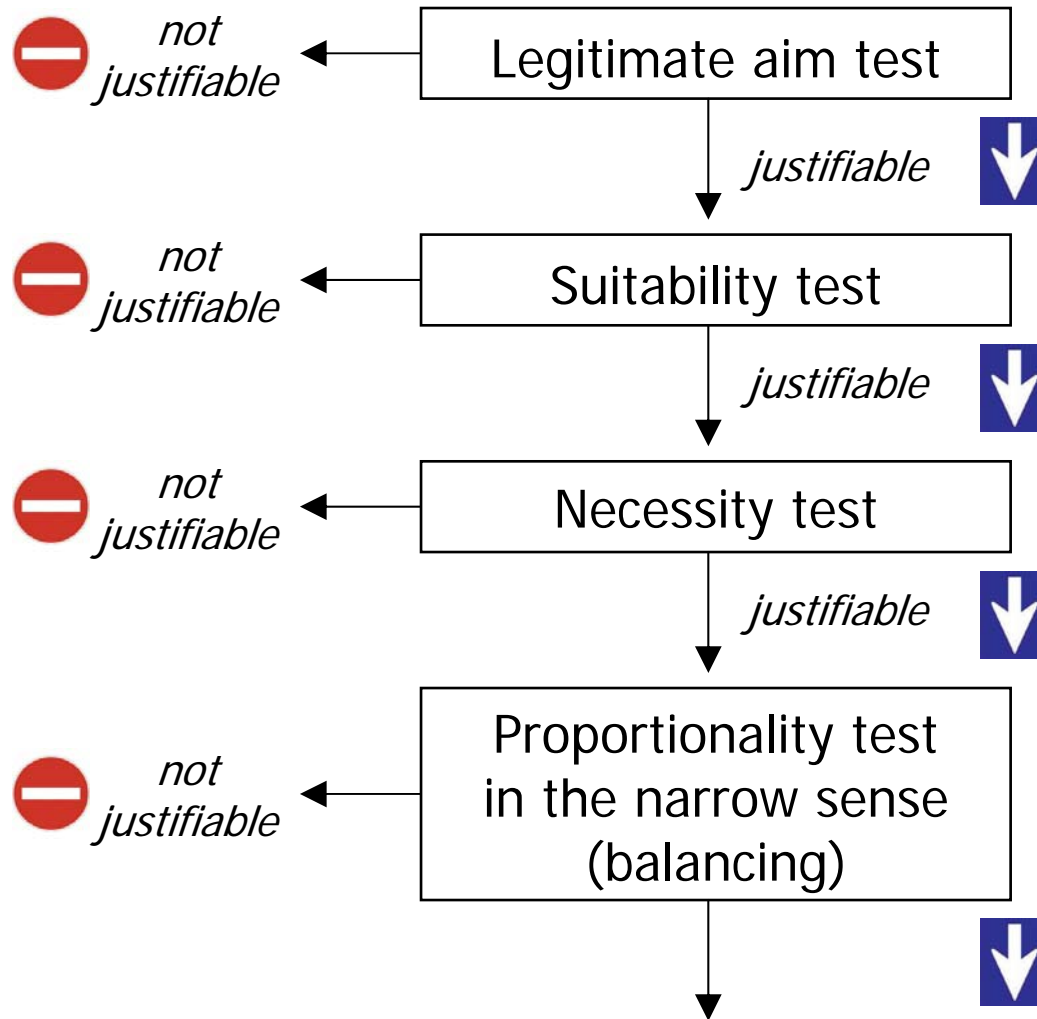 not
justifiable
Legitimate aim test
justifiable
not
justifiable
Suitability test
justifiable
not
justifiable
Necessity test
justifiable
not
justifiable
Proportionality test
in the narrow sense
(balancing)